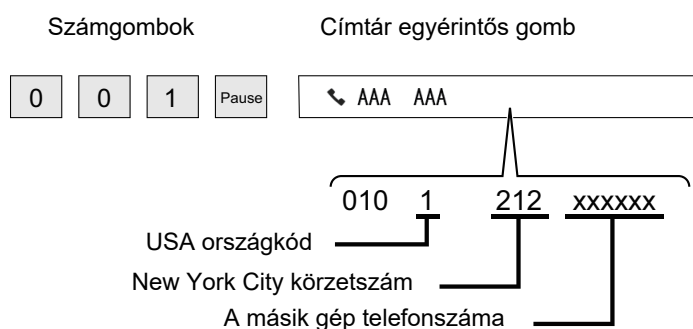 Számgombok Címtár egyérintős gomb
0 0 1 Pause AAA AAA
010 1 212 xxxxxx
USA országkód
New York City körzetszám
A másik gép telefonszáma